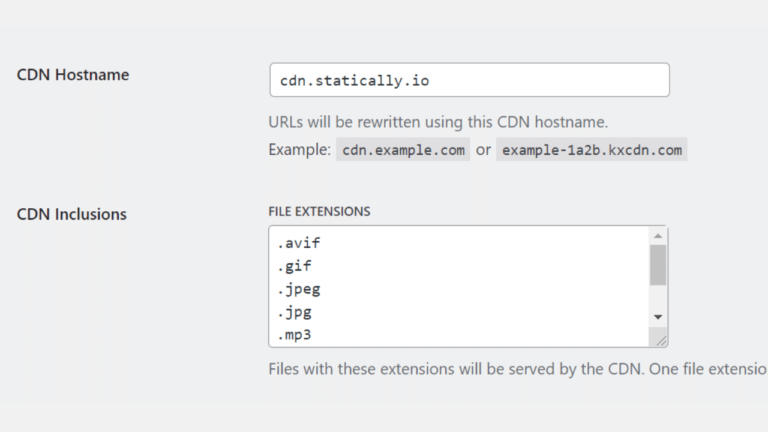 CDN Hostname
cdn.statically.io
URLs will be rewritten using this CDN hostname.
Example: cdn.example.com or example-1a2b.kxcdn.com
CDN Inclusions
FILE EXTENSIONS
.avif
.gif
.jpeg
.jpg
.mp3
Files with these extensions will be served by the CDN. One file extensio